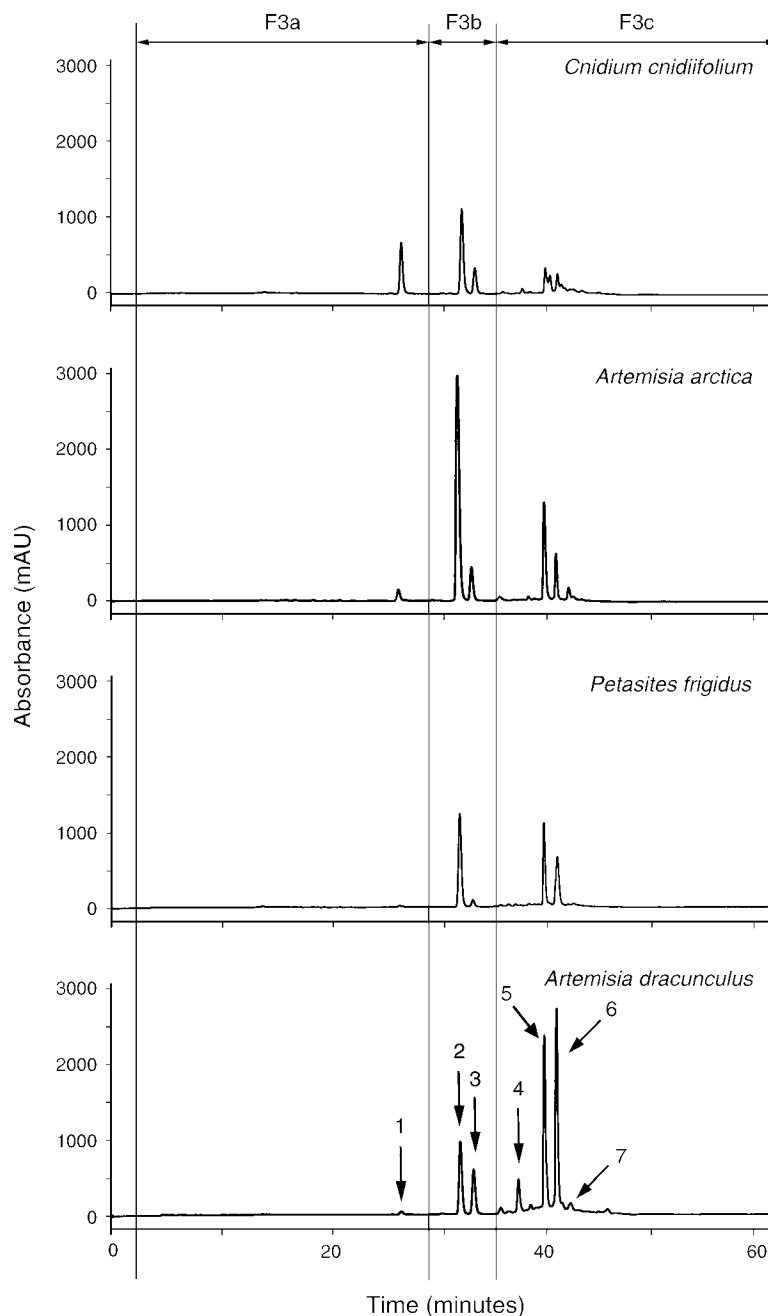 F3a F3b F3c
Cnidium cnidiifolium
3000
2000
1000
0
Artemisia arctica
3000
2000
1000
0
Absorbance (mAU)
Petasites frigidus
3000
2000
1000
0
Artemisia dracunculus
3000
2000
1000
0
1
2
3
4
5
6
7
0 20 40 60
Time (minutes)